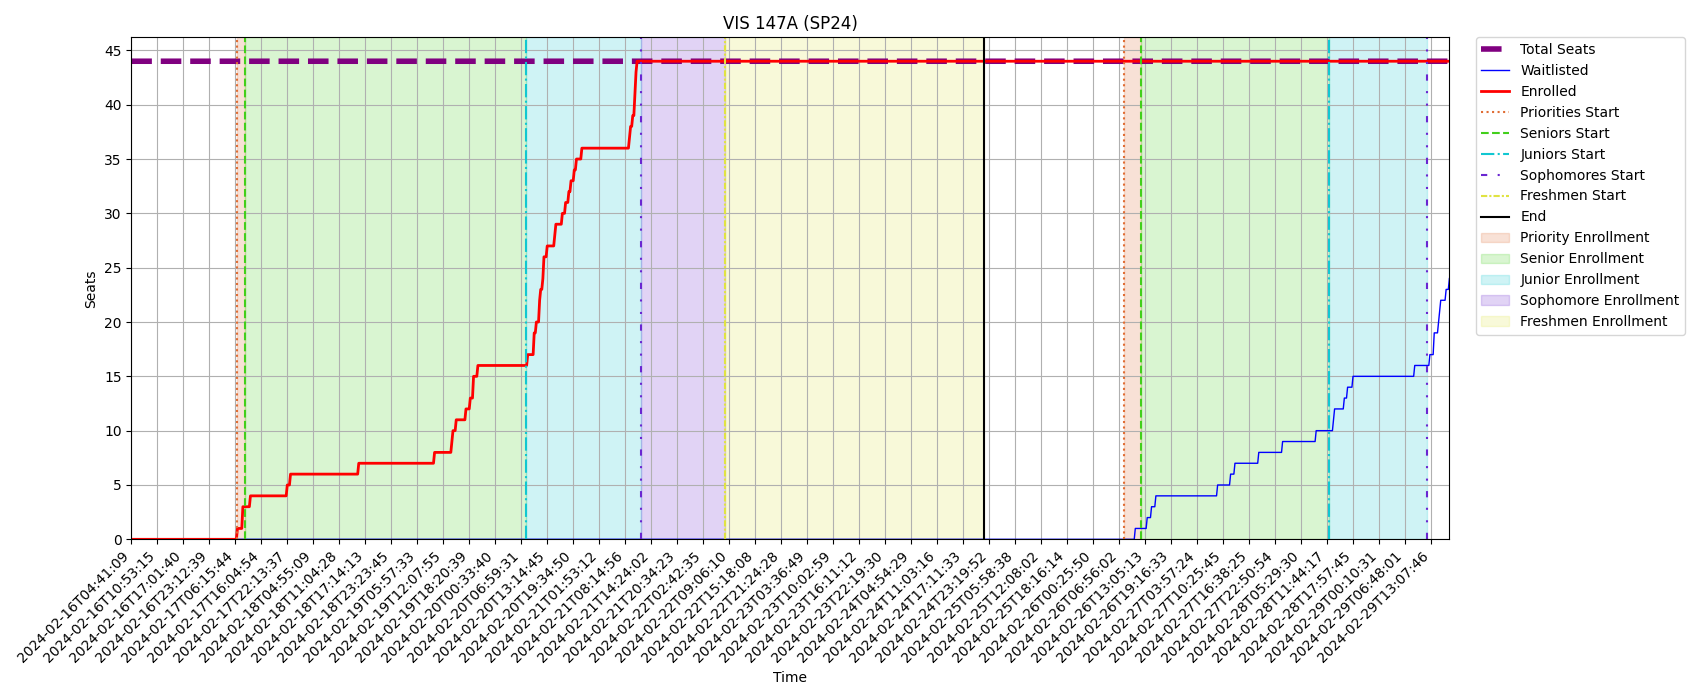 VIS 147A (SP24)
Seats
45
40
35
30
25
20
15
10
5
0
2024-02-16T04:41:09
2024-02-16T10:53:15
2024-02-16T17:01:40
2024-02-16T23:12:39
2024-02-17T06:15:44
2024-02-17T16:04:54
2024-02-17T22:13:37
2024-02-18T04:55:09
2024-02-18T11:04:28
2024-02-18T17:14:13
2024-02-18T23:23:45
2024-02-19T05:57:33
2024-02-19T12:07:55
2024-02-19T18:20:39
2024-02-20T00:33:40
2024-02-20T06:59:31
2024-02-20T13:14:45
2024-02-20T19:34:50
2024-02-21T01:53:12
2024-02-21T08:14:56
2024-02-21T14:24:02
2024-02-21T20:34:23
2024-02-22T02:42:35
2024-02-22T09:06:10
2024-02-22T15:18:08
2024-02-22T21:24:28
2024-02-23T03:36:49
2024-02-23T10:02:59
2024-02-23T16:11:12
2024-02-23T22:19:30
2024-02-24T04:54:29
2024-02-24T11:03:16
2024-02-24T17:11:33
2024-02-24T23:19:52
2024-02-25T05:58:38
2024-02-25T12:08:02
2024-02-25T18:16:14
2024-02-26T00:25:50
2024-02-26T06:56:02
2024-02-26T13:05:13
2024-02-26T19:16:33
2024-02-27T03:57:24
2024-02-27T10:25:45
2024-02-27T16:38:25
2024-02-27T22:50:54
2024-02-28T05:29:30
2024-02-28T11:44:17
2024-02-28T17:57:45
2024-02-29T00:10:31
2024-02-29T06:48:01
2024-02-29T13:07:46
Time
Total Seats
Waitlisted
Enrolled
Priorities Start
Seniors Start
Juniors Start
Sophomores Start
Freshmen Start
End
Priority Enrollment
Senior Enrollment
Junior Enrollment
Sophomore Enrollment
Freshmen Enrollment